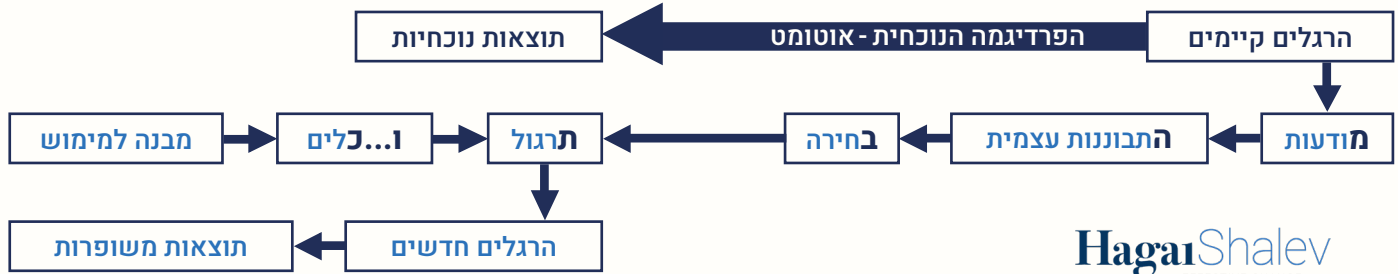 הרגלים קיימים
הפרדיגמה הנוכחית - אוטומט
תוצאות נוכחיות
מודעות
התבוננות עצמית
בחירה
תרגול
ו...כלים
מבנה למימוש
הרגלים חדשים
תוצאות משופרות
HagaiShalev